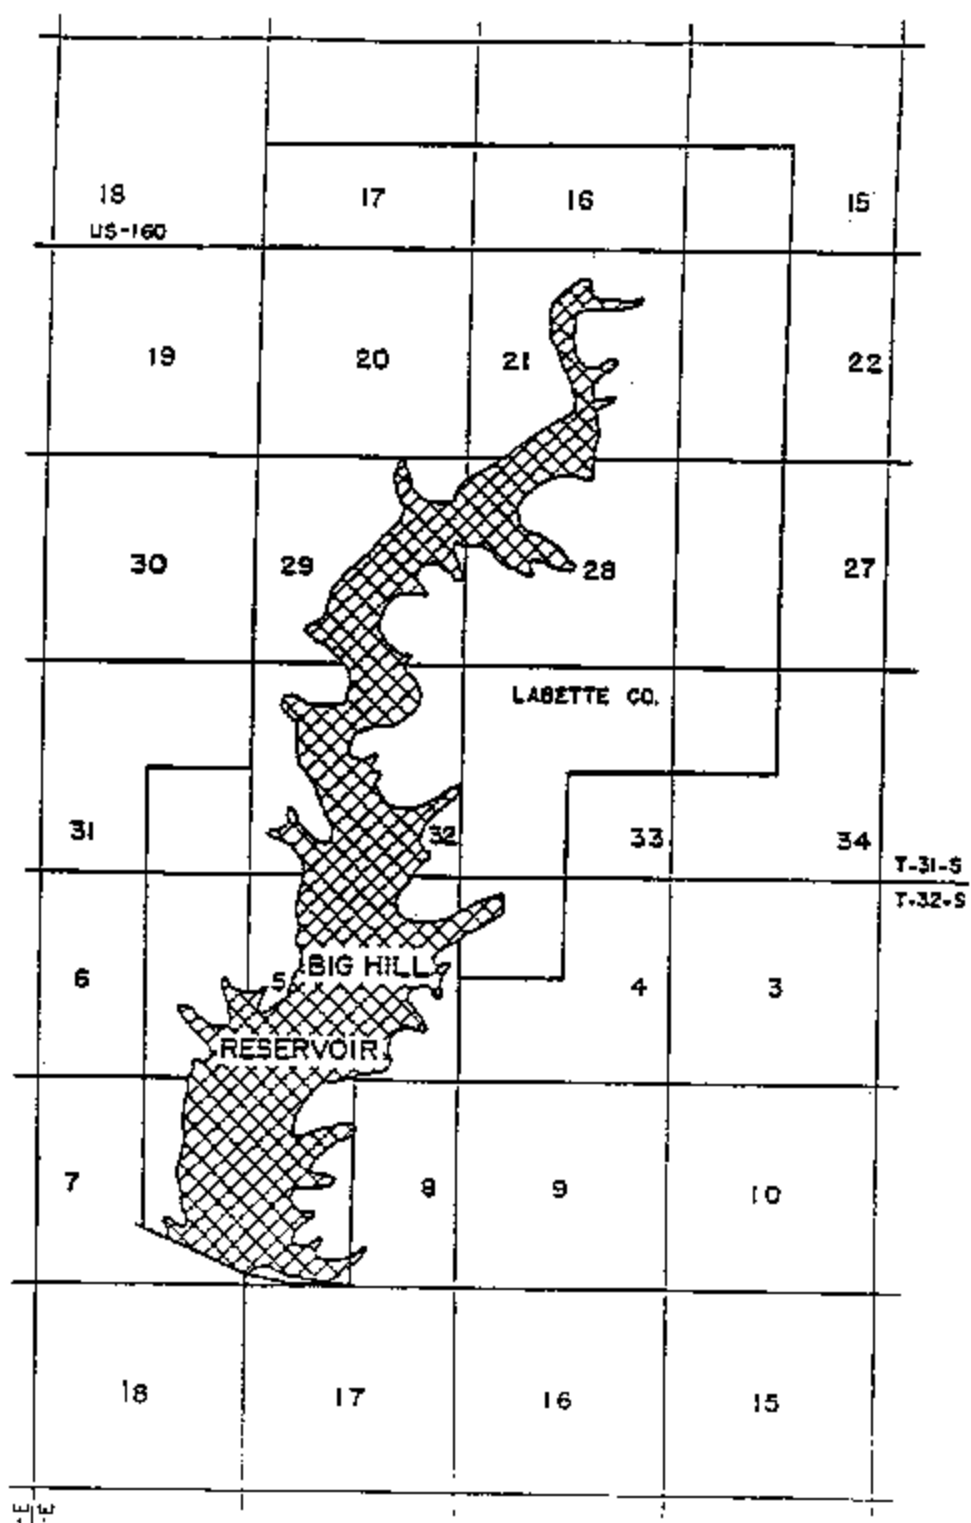 18 17 16 15
US-160
19 20 21 22
30 29 28 27
LABETTE CO.
31 32 33 34
T-31-S
T-32-S
BIG HILL
6 5 4 3
RESERVOIR
7 8 9 10
18 17 16 15